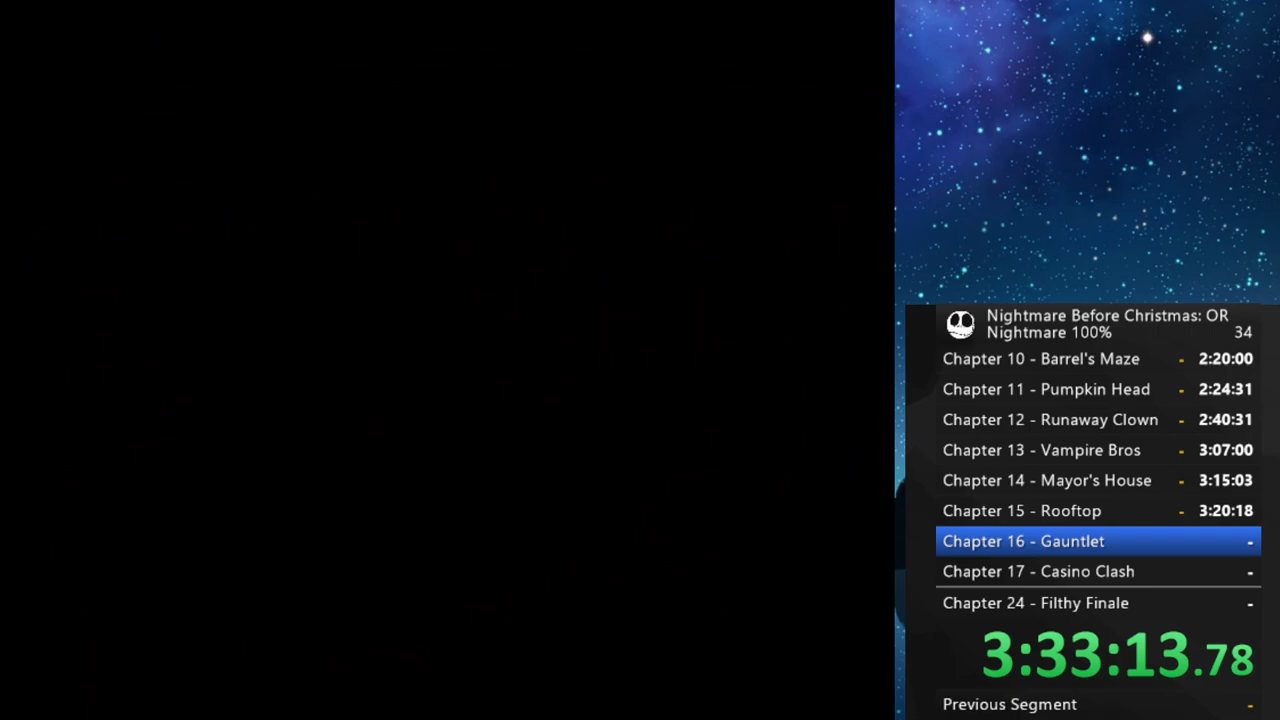 Nightmare Before Christmas: OR
Nightmare 100% 34
Chapter 10 - Barrel's Maze - 2:20:00
Chapter 11 - Pumpkin Head - 2:24:31
Chapter 12 - Runaway Clown - 2:40:31
Chapter 13 - Vampire Bros - 3:07:00
Chapter 14 - Mayor's House - 3:15:03
Chapter 15 - Rooftop - 3:20:18
Chapter 16 - Gauntlet -
Chapter 17 - Casino Clash -
Chapter 24 - Filthy Finale -
3:33:13.78
Previous Segment -